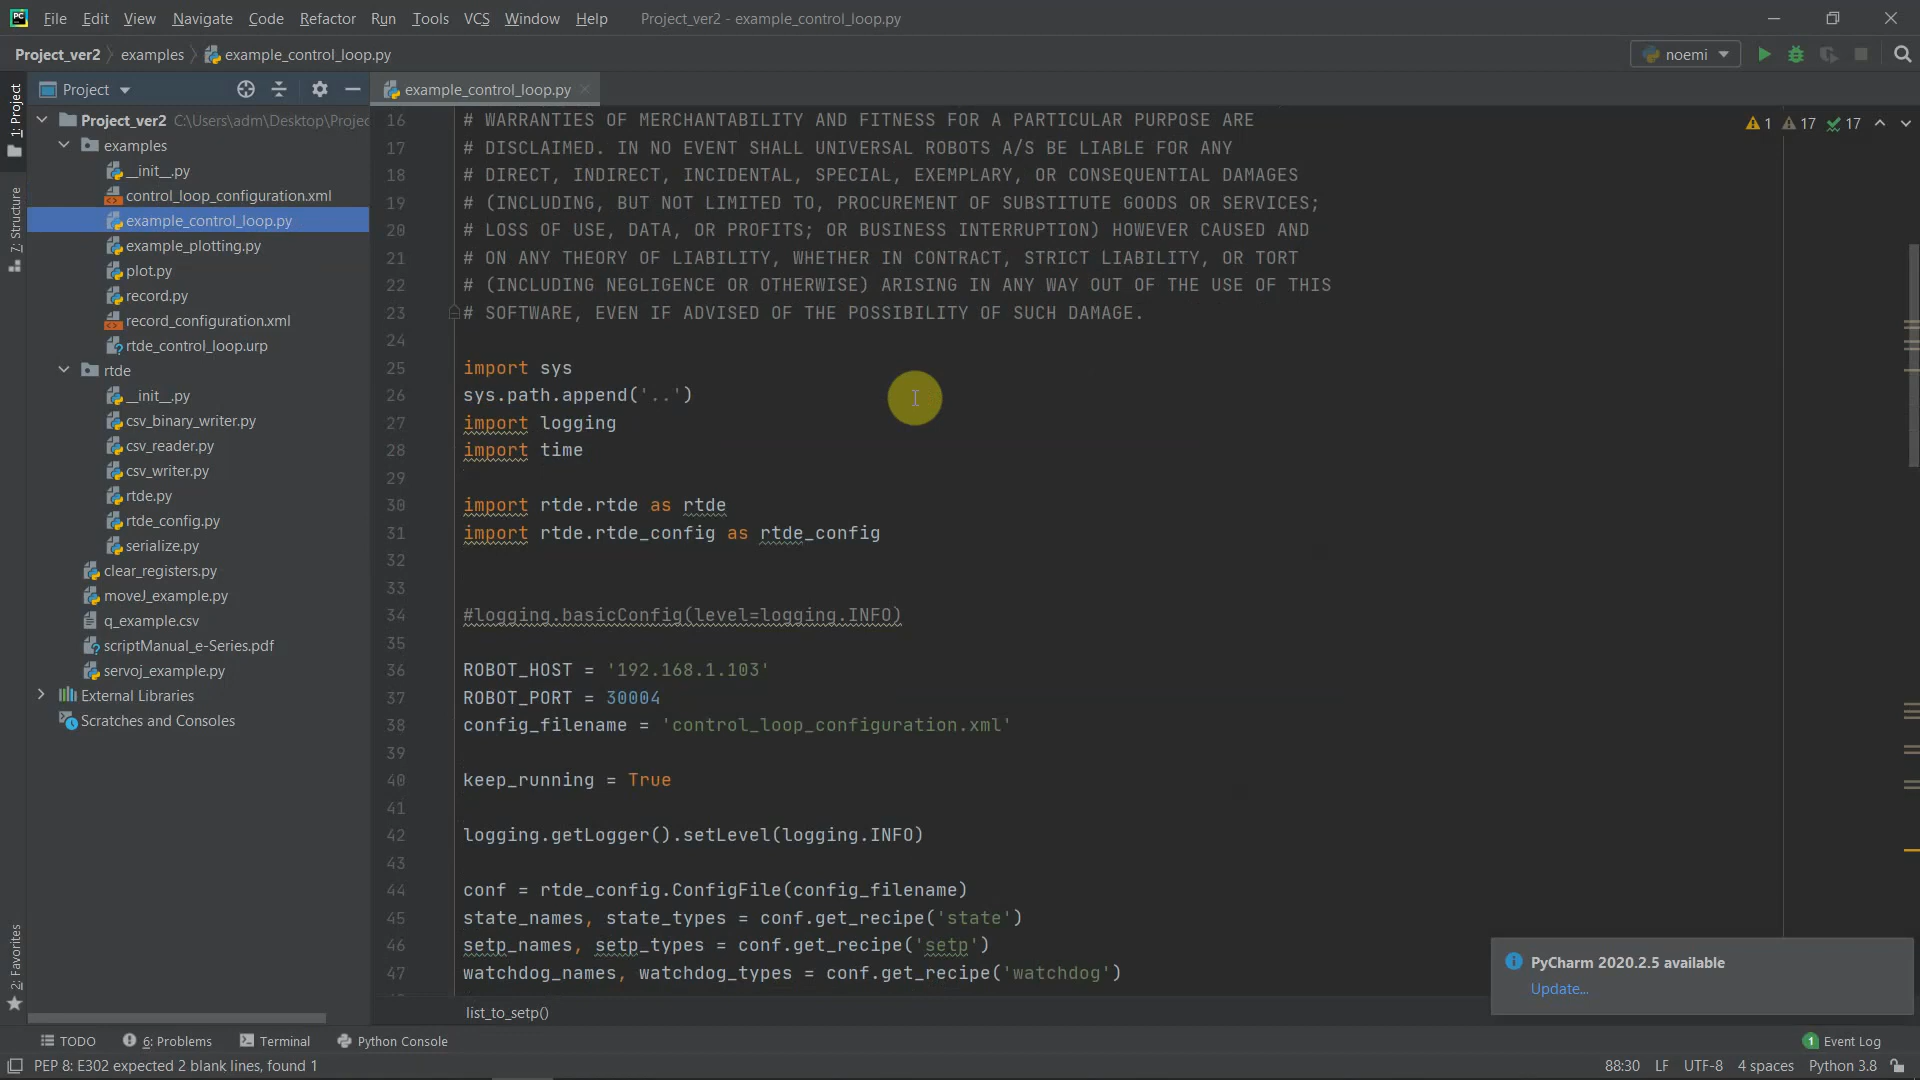 File Edit View Navigate Code Refactor Run Tools VCS Window Help Project_ver2 - example_control_loop.py
Project_ver2 examples example_control_loop.py noemi
Project
example_control_loop.py
1: Project
7: Structure
2: Favorites
Project_ver2 C:\Users\adm\Desktop\Projec
examples
__init__.py
control_loop_configuration.xml
example_control_loop.py
example_plotting.py
plot.py
record.py
record_configuration.xml
rtde_control_loop.urp
rtde
__init__.py
csv_binary_writer.py
csv_reader.py
csv_writer.py
rtde.py
rtde_config.py
serialize.py
clear_registers.py
moveJ_example.py
q_example.csv
scriptManual_e-Series.pdf
servoj_example.py
External Libraries
Scratches and Consoles
1 17 17
16 # WARRANTIES OF MERCHANTABILITY AND FITNESS FOR A PARTICULAR PURPOSE ARE
17 # DISCLAIMED. IN NO EVENT SHALL UNIVERSAL ROBOTS A/S BE LIABLE FOR ANY
18 # DIRECT, INDIRECT, INCIDENTAL, SPECIAL, EXEMPLARY, OR CONSEQUENTIAL DAMAGES
19 # (INCLUDING, BUT NOT LIMITED TO, PROCUREMENT OF SUBSTITUTE GOODS OR SERVICES;
20 # LOSS OF USE, DATA, OR PROFITS; OR BUSINESS INTERRUPTION) HOWEVER CAUSED AND
21 # ON ANY THEORY OF LIABILITY, WHETHER IN CONTRACT, STRICT LIABILITY, OR TORT
22 # (INCLUDING NEGLIGENCE OR OTHERWISE) ARISING IN ANY WAY OUT OF THE USE OF THIS
23 # SOFTWARE, EVEN IF ADVISED OF THE POSSIBILITY OF SUCH DAMAGE.
24
25 import sys
26 sys.path.append('..')
27 import logging
28 import time
29
30 import rtde.rtde as rtde
31 import rtde.rtde_config as rtde_config
32
33
34 #logging.basicConfig(level=logging.INFO)
35
36 ROBOT_HOST = '192.168.1.103'
37 ROBOT_PORT = 30004
38 config_filename = 'control_loop_configuration.xml'
39
40 keep_running = True
41
42 logging.getLogger().setLevel(logging.INFO)
43
44 conf = rtde_config.ConfigFile(config_filename)
45 state_names, state_types = conf.get_recipe('state')
46 setp_names, setp_types = conf.get_recipe('setp')
47 watchdog_names, watchdog_types = conf.get_recipe('watchdog')
list_to_setp()
PyCharm 2020.2.5 available
Update...
TODO 6: Problems Terminal Python Console 1 Event Log
PEP 8: E302 expected 2 blank lines, found 1 88:30 LF UTF-8 4 spaces Python 3.8